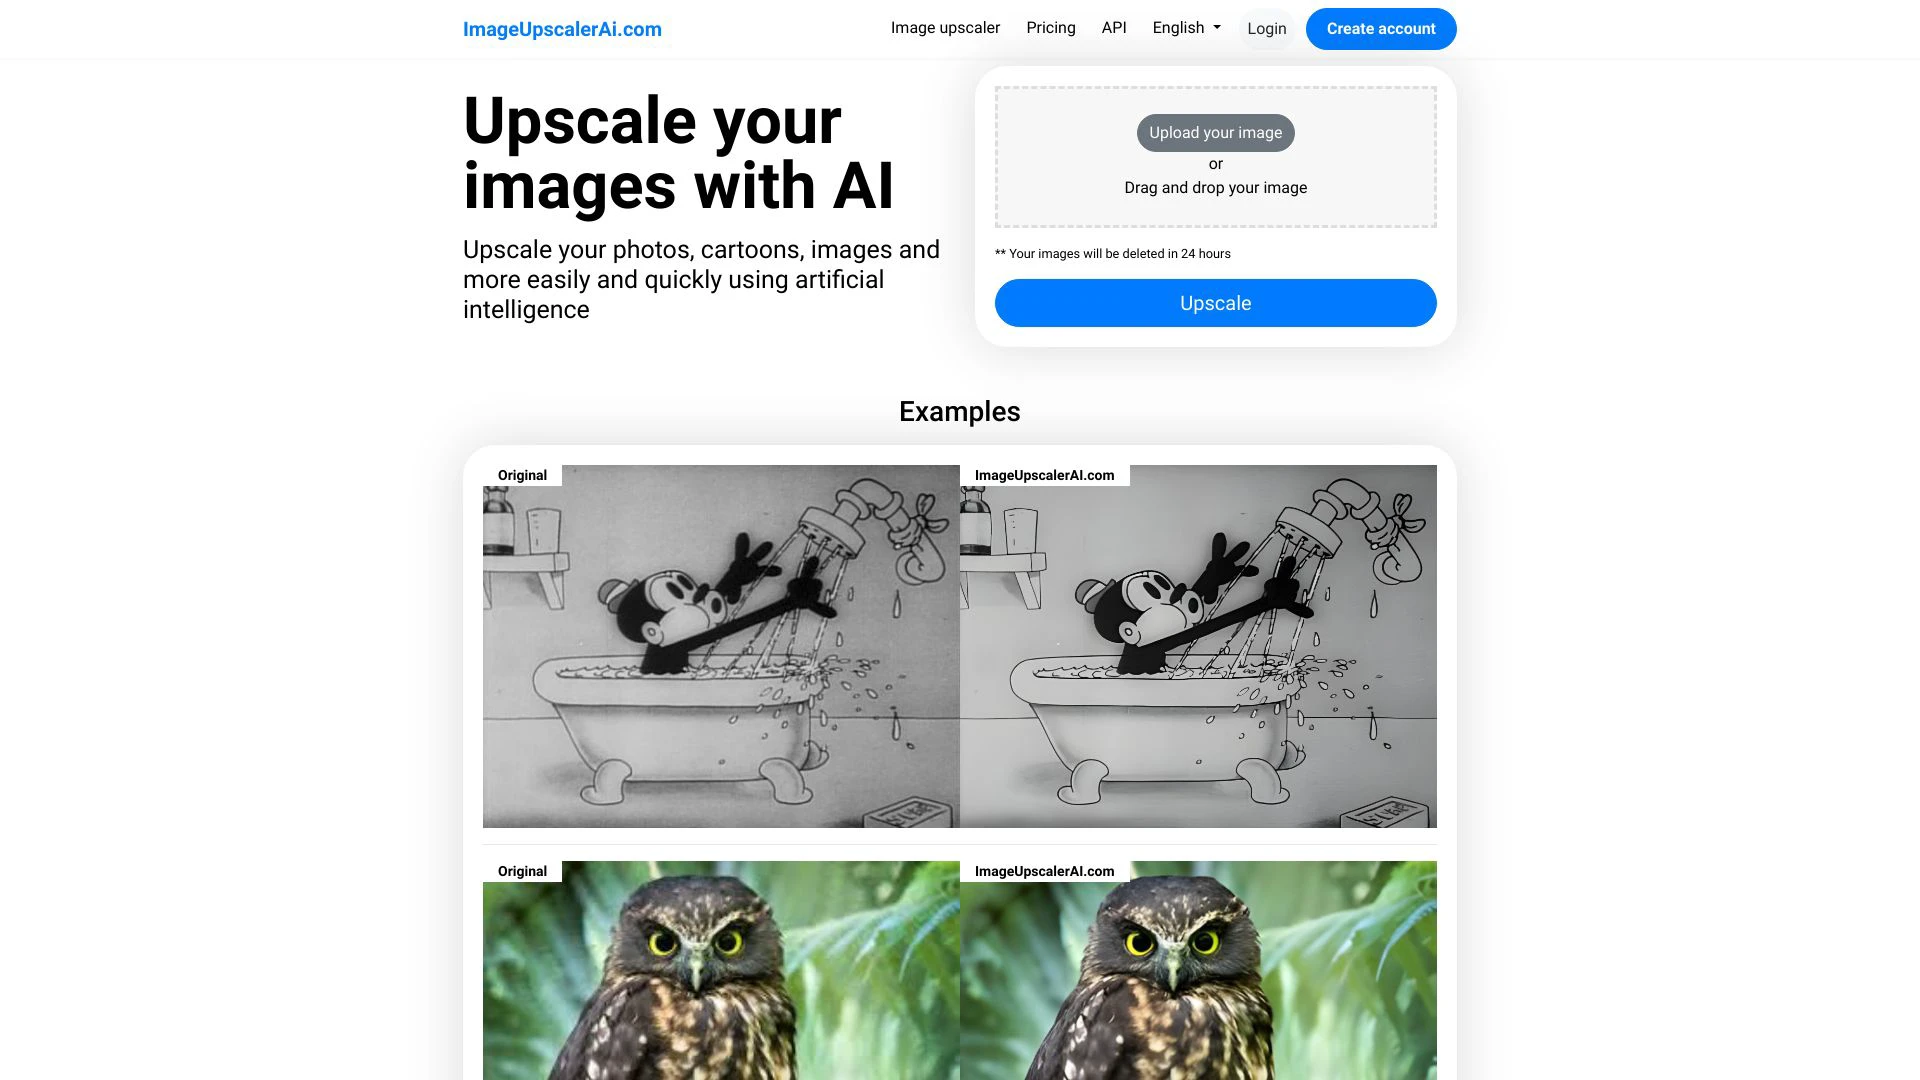 ImageUpscalerAi.com
Image upscaler
Pricing
API
English
Login
Create account
Upscale your
images with AI
Upscale your photos, cartoons, images and
more easily and quickly using artificial
intelligence
Upload your image
or
Drag and drop your image
** Your images will be deleted in 24 hours
Upscale
Examples
Original
ImageUpscalerAI.com
Original
ImageUpscalerAI.com